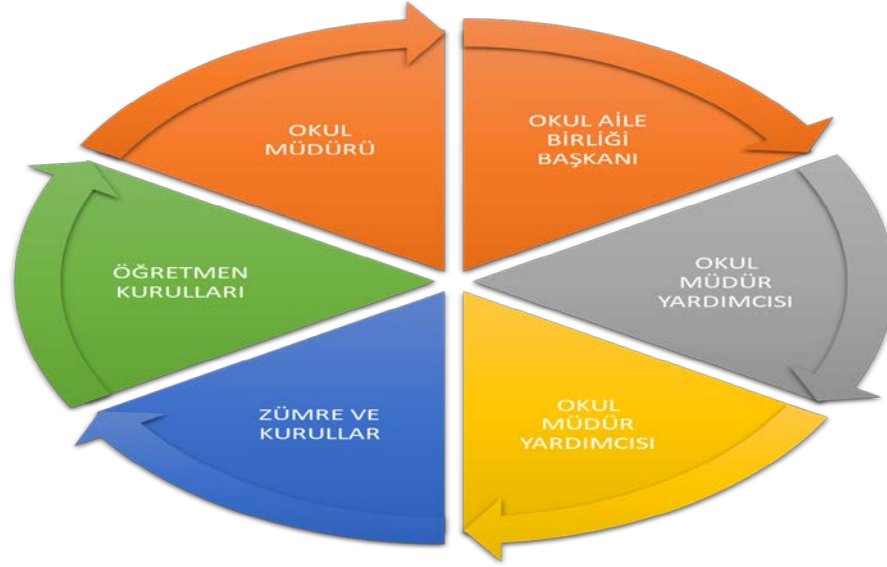 OKUL
MÜDÜRÜ
OKUL AİLE
BİRLİĞİ
BAŞKANI
OKUL
MÜDÜR
YARDIMCISI
OKUL
MÜDÜR
YARDIMCISI
ZÜMRE VE
KURULLAR
ÖĞRETMEN
KURULLARI